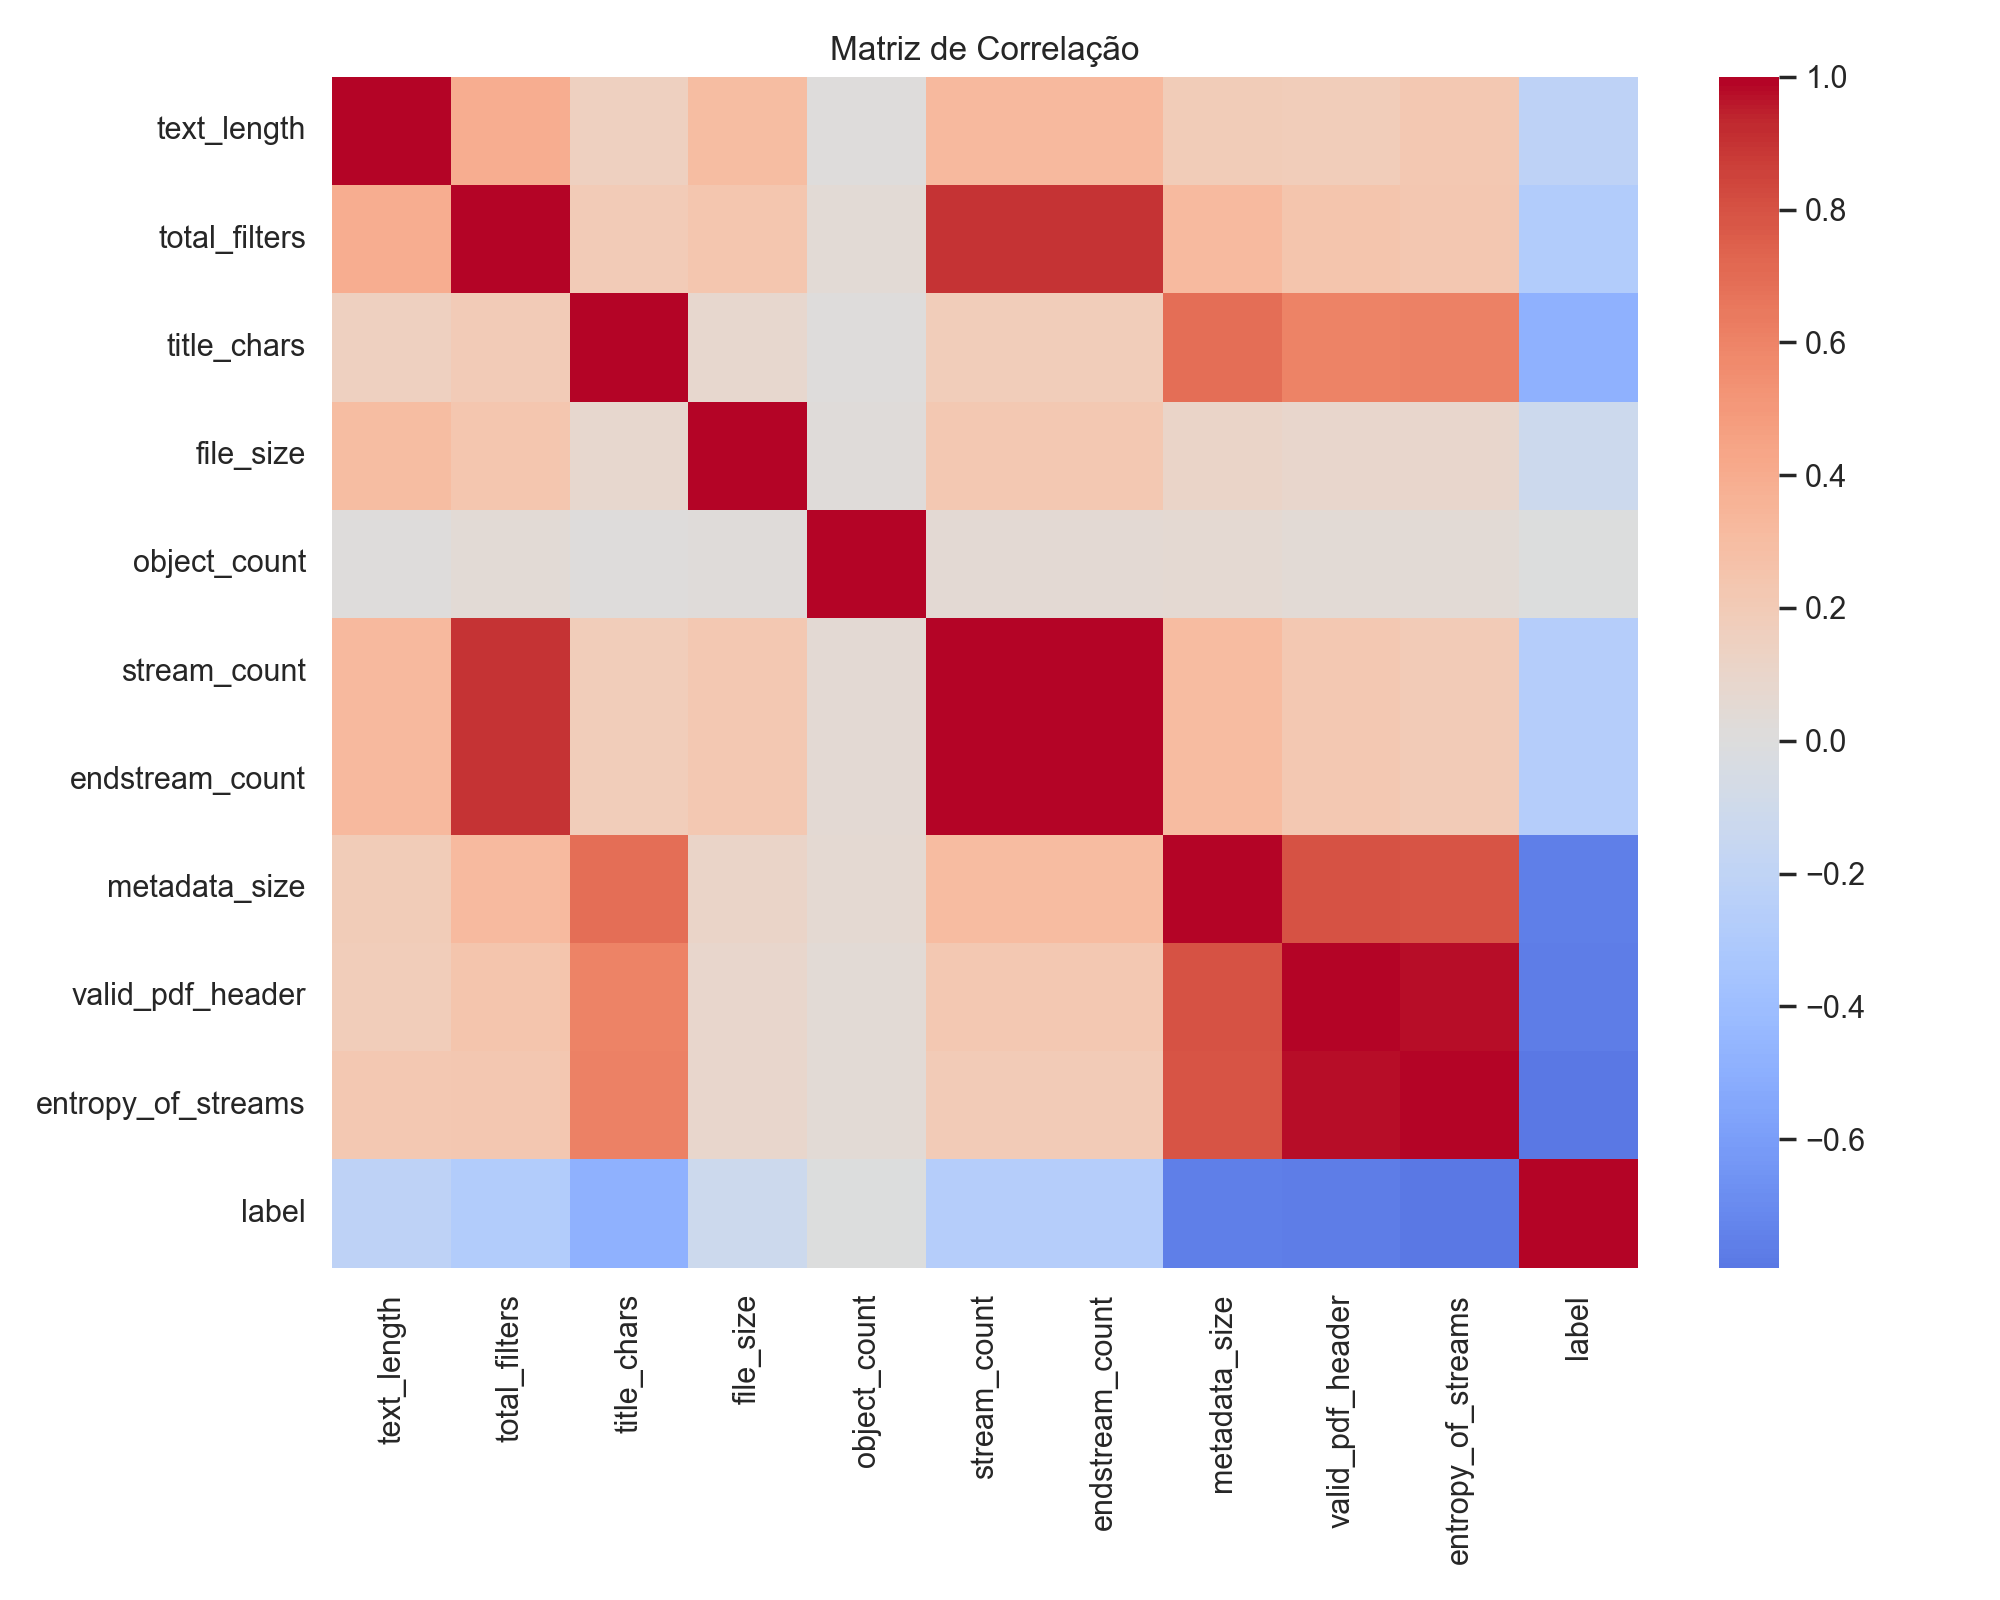 Matriz de Correlação
text_length
total_filters
title_chars
file_size
object_count
stream_count
endstream_count
metadata_size
valid_pdf_header
entropy_of_streams
label
text_length
total_filters
title_chars
file_size
object_count
stream_count
endstream_count
metadata_size
valid_pdf_header
entropy_of_streams
label
1.0
0.8
0.6
0.4
0.2
0.0
−0.2
−0.4
−0.6